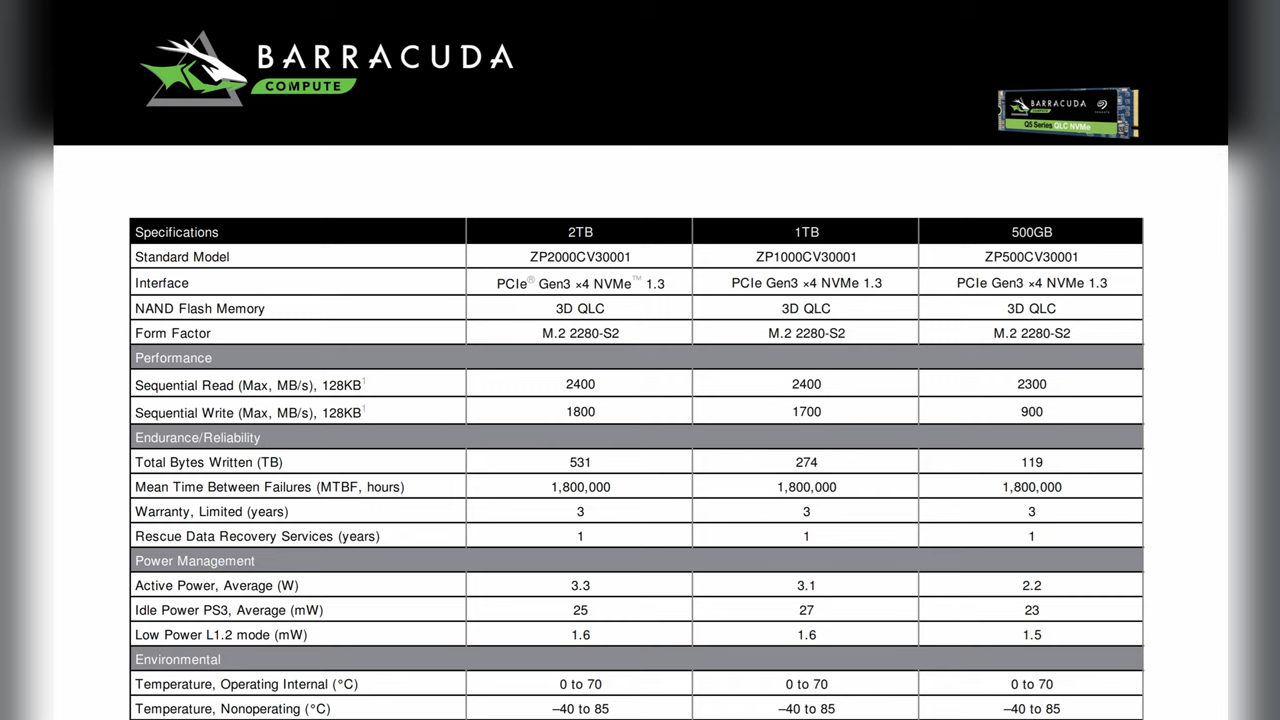 BARRACUDA
COMPUTE
BARRACUDA
Q5 Series QLC NVMe
Specifications 2TB 1TB 500GB
Standard Model ZP2000CV30001 ZP1000CV30001 ZP500CV30001
Interface PCIe® Gen3 ×4 NVMe™ 1.3 PCIe Gen3 ×4 NVMe 1.3 PCIe Gen3 ×4 NVMe 1.3
NAND Flash Memory 3D QLC 3D QLC 3D QLC
Form Factor M.2 2280-S2 M.2 2280-S2 M.2 2280-S2
Performance
Sequential Read (Max, MB/s), 128KB¹ 2400 2400 2300
Sequential Write (Max, MB/s), 128KB¹ 1800 1700 900
Endurance/Reliability
Total Bytes Written (TB) 531 274 119
Mean Time Between Failures (MTBF, hours) 1,800,000 1,800,000 1,800,000
Warranty, Limited (years) 3 3 3
Rescue Data Recovery Services (years) 1 1 1
Power Management
Active Power, Average (W) 3.3 3.1 2.2
Idle Power PS3, Average (mW) 25 27 23
Low Power L1.2 mode (mW) 1.6 1.6 1.5
Environmental
Temperature, Operating Internal (°C) 0 to 70 0 to 70 0 to 70
Temperature, Nonoperating (°C) –40 to 85 –40 to 85 –40 to 85